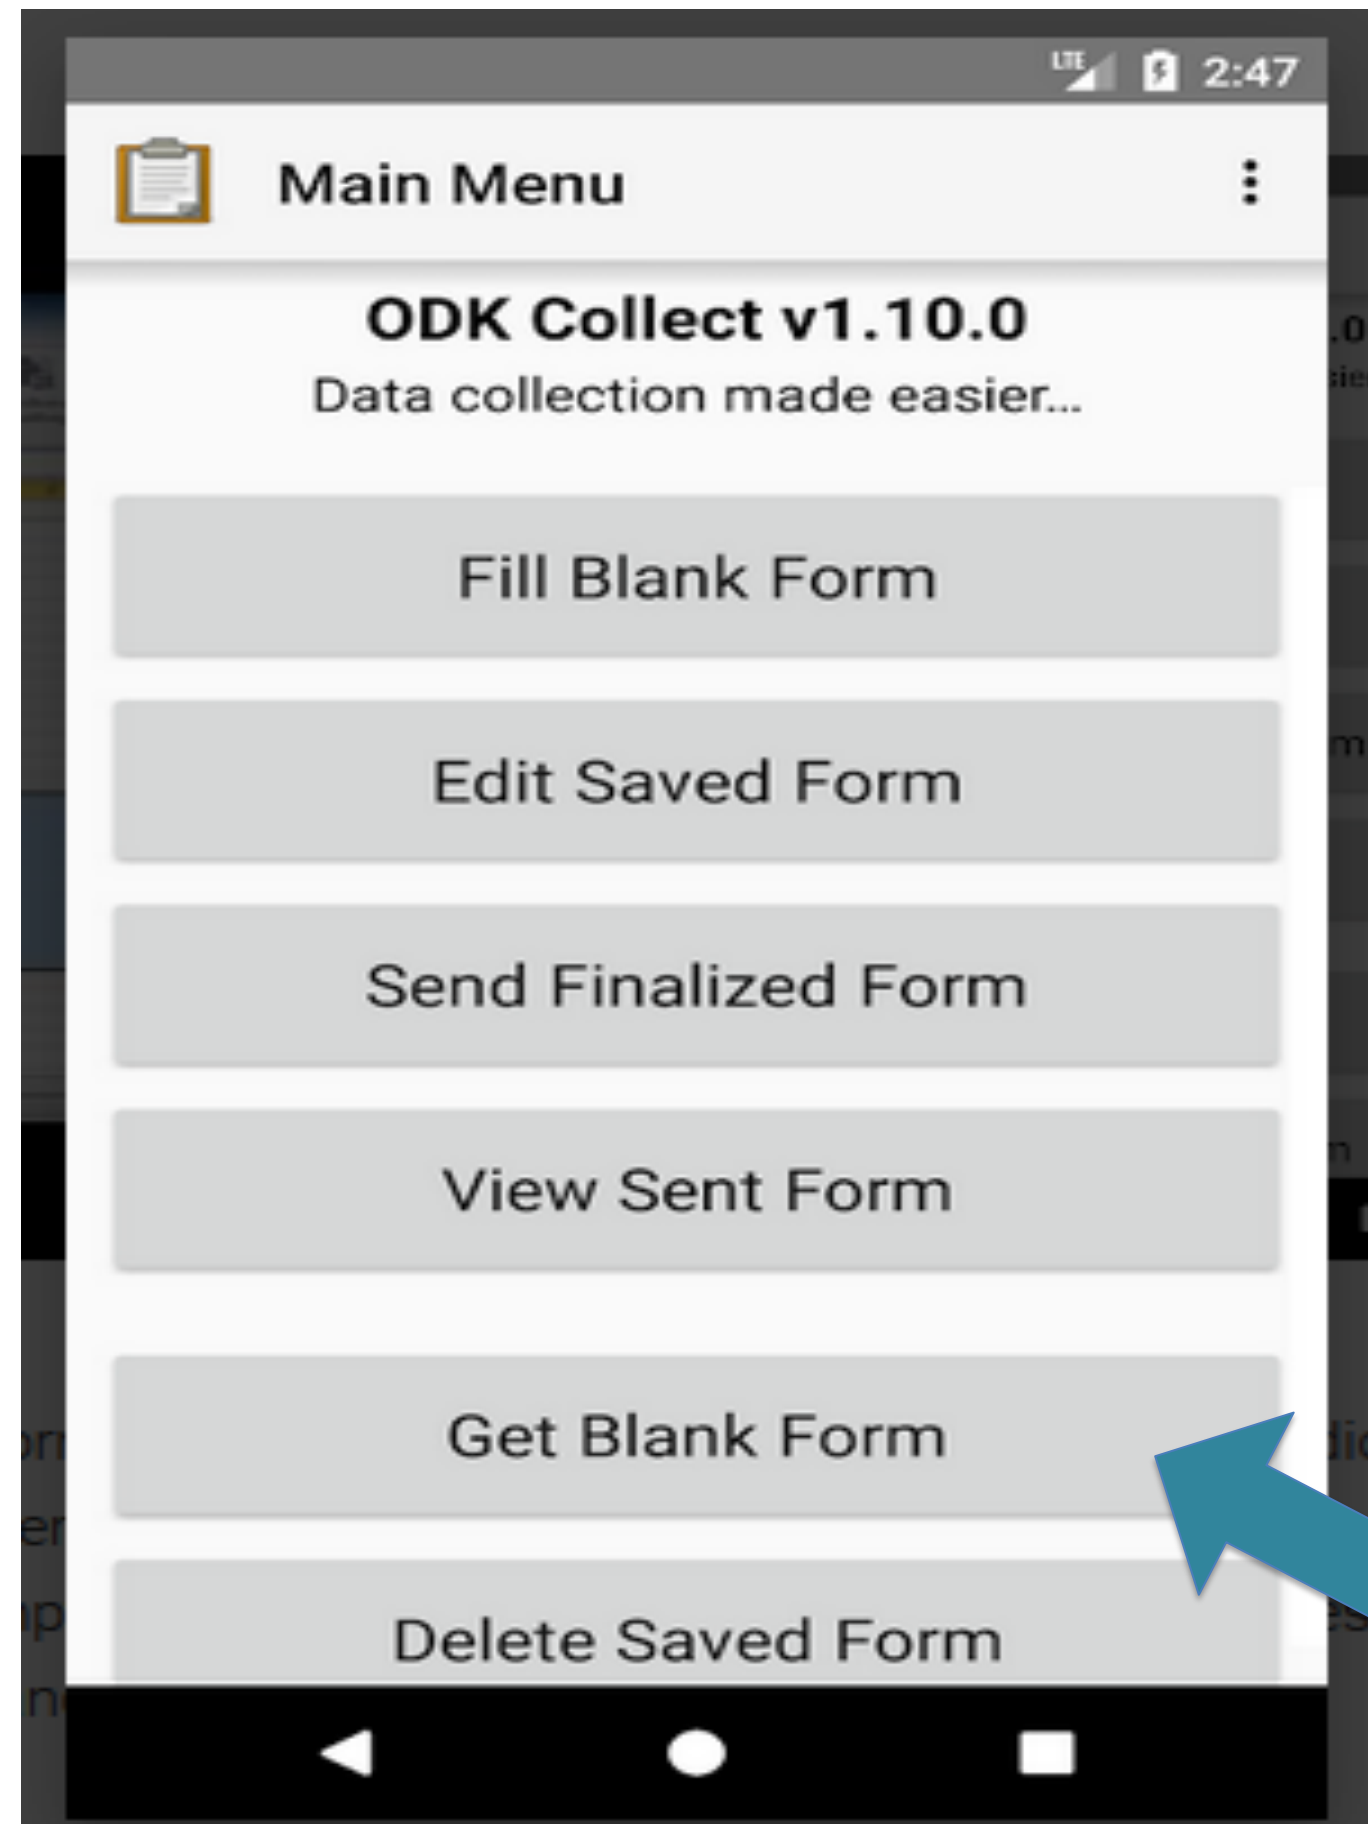 LTE 2:47
Main Menu
ODK Collect v1.10.0
Data collection made easier...
Fill Blank Form
Edit Saved Form
Send Finalized Form
View Sent Form
Get Blank Form
Delete Saved Form